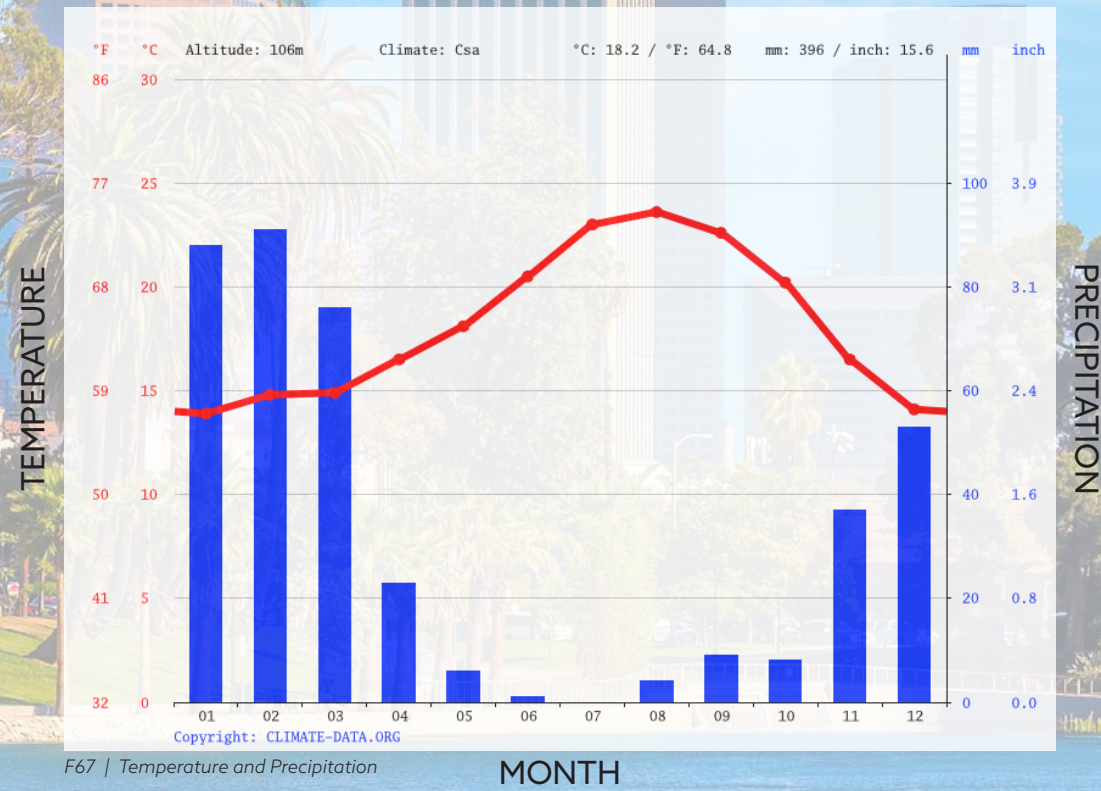 °F °C Altitude: 106m Climate: Csa °C: 18.2 / °F: 64.8 mm: 396 / inch: 15.6 mm inch
86 30
77 25 100 3.9
68 20 80 3.1
59 15 60 2.4
50 10 40 1.6
41 5 20 0.8
32 0 0 0.0
01 02 03 04 05 06 07 08 09 10 11 12
Copyright: CLIMATE-DATA.ORG
TEMPERATURE
PRECIPITATION
F67 | Temperature and Precipitation
MONTH